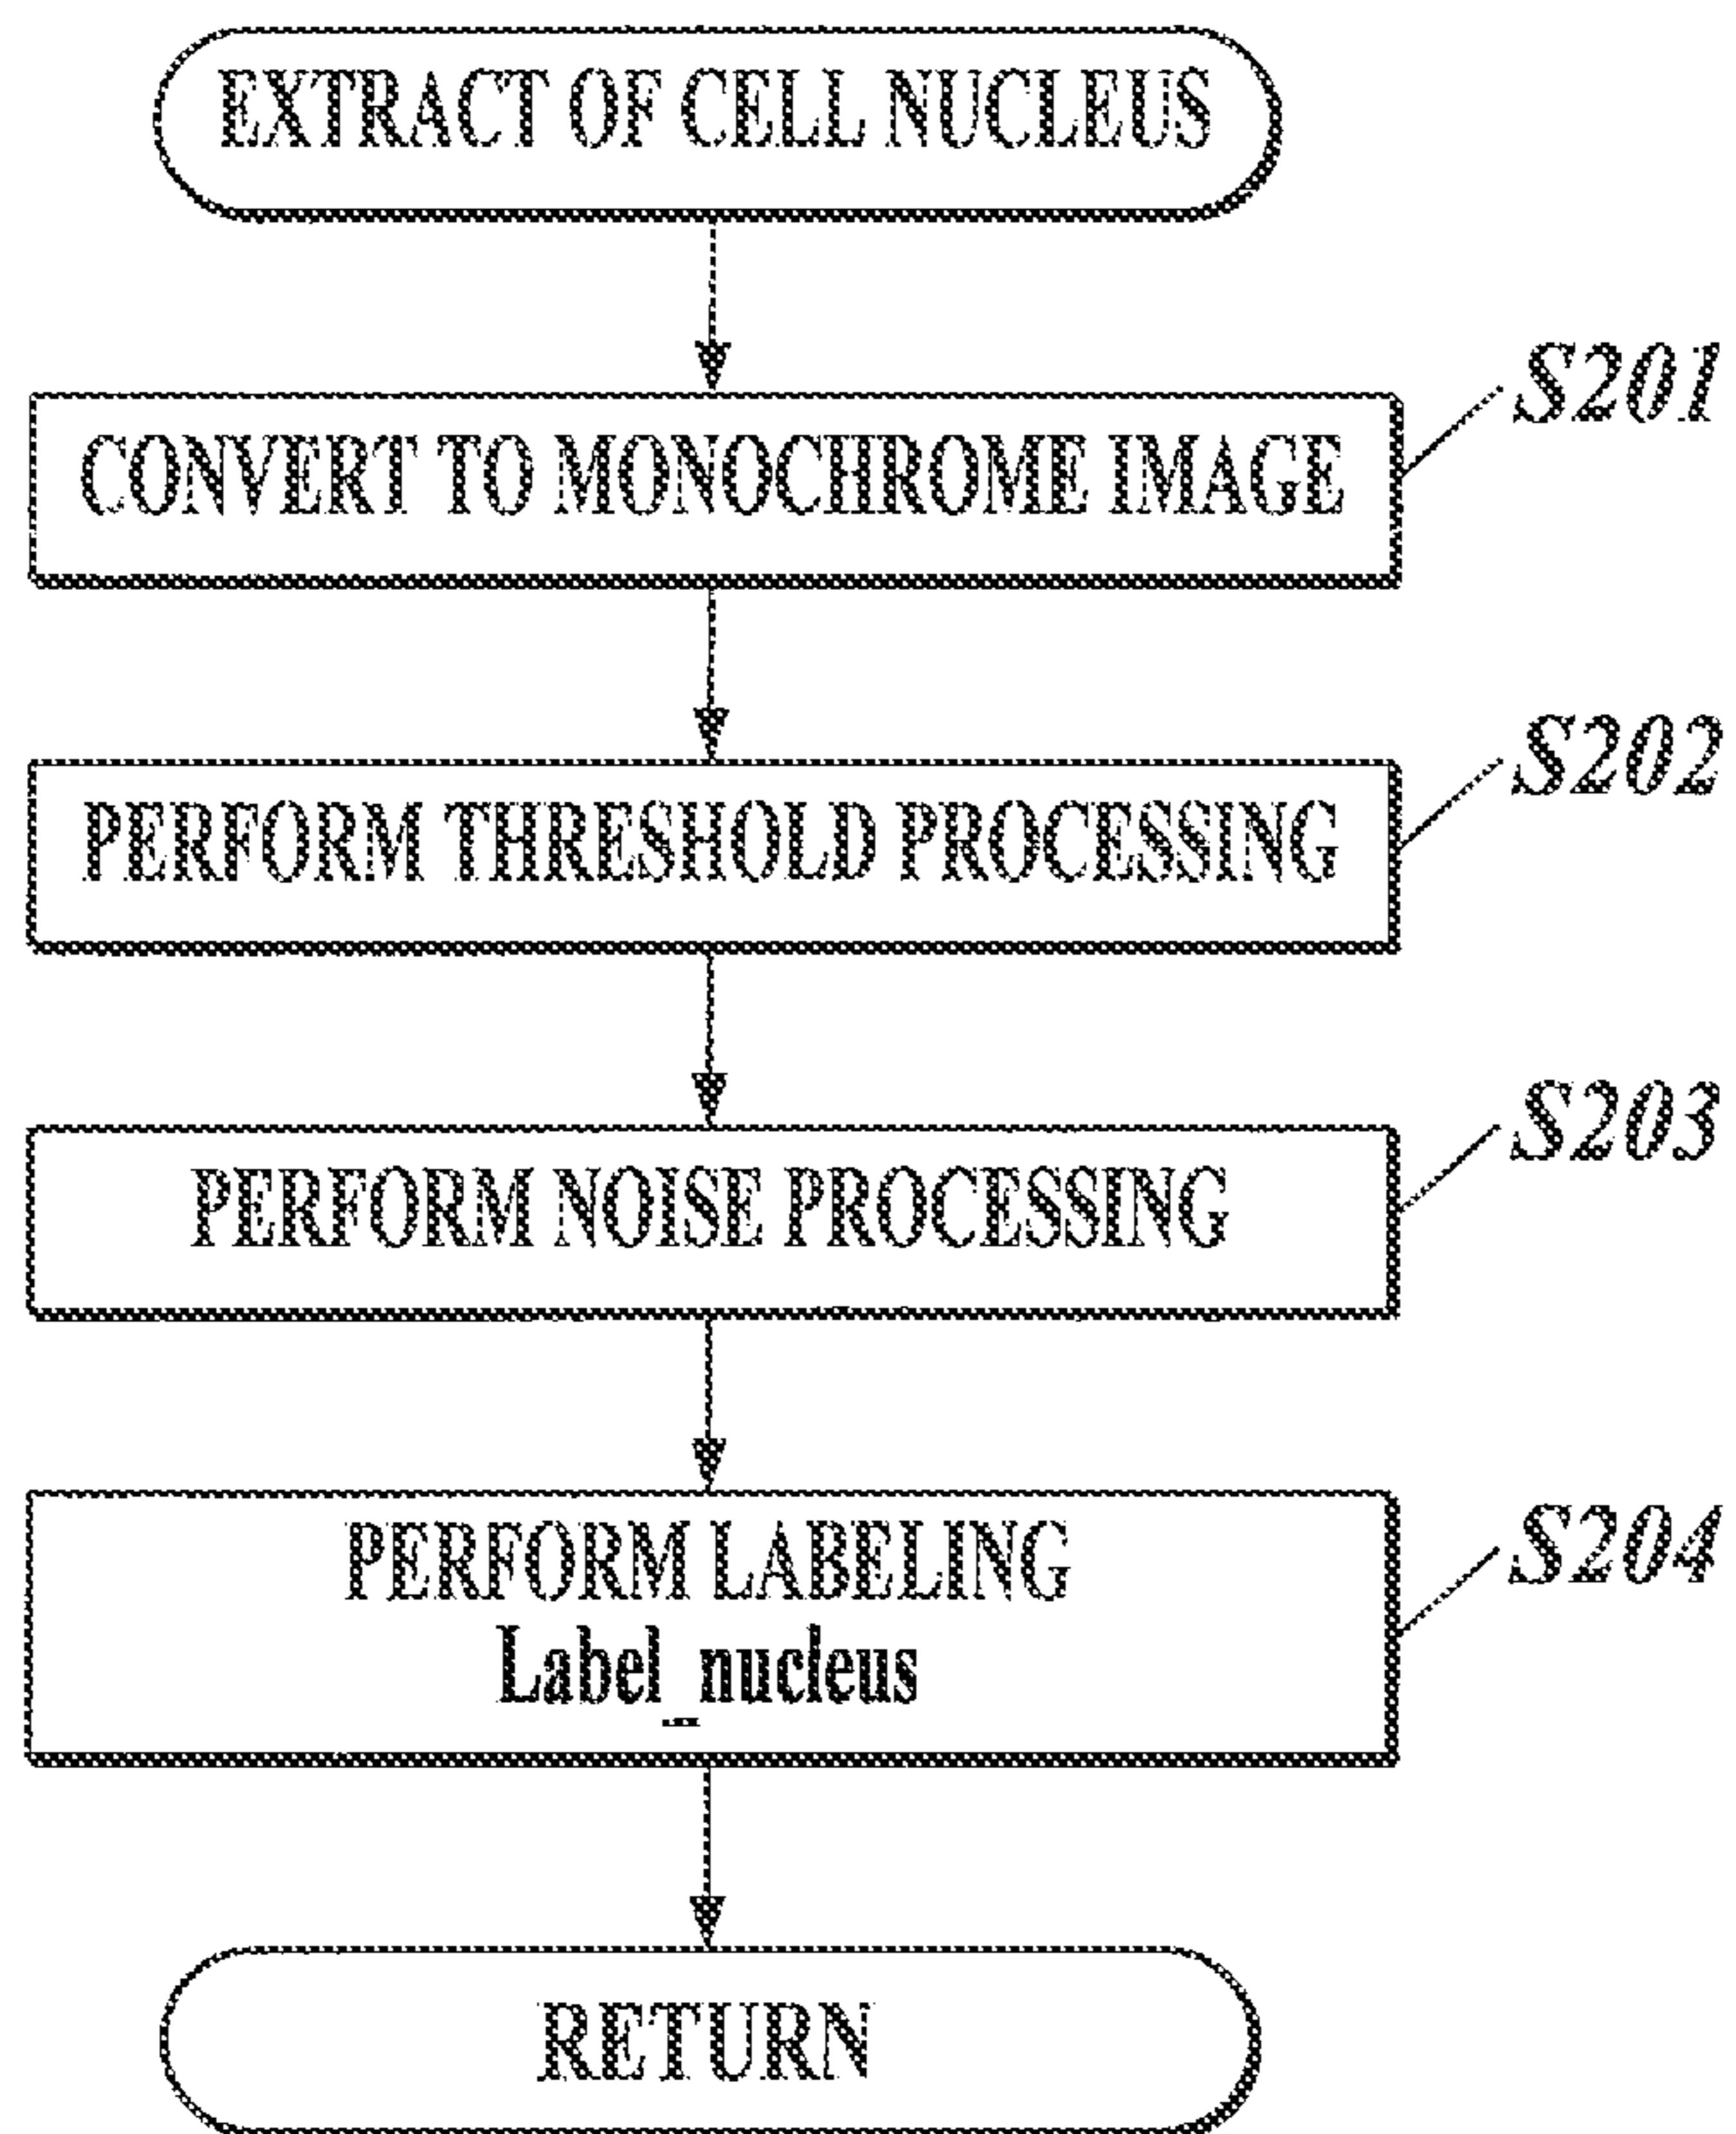 EXTRACT OF CELL NUCLEUS
S201
CONVERT TO MONOCHROME IMAGE
S202
PERFORM THRESHOLD PROCESSING
S203
PERFORM NOISE PROCESSING
S204
PERFORM LABELING
Label_nucleus
RETURN